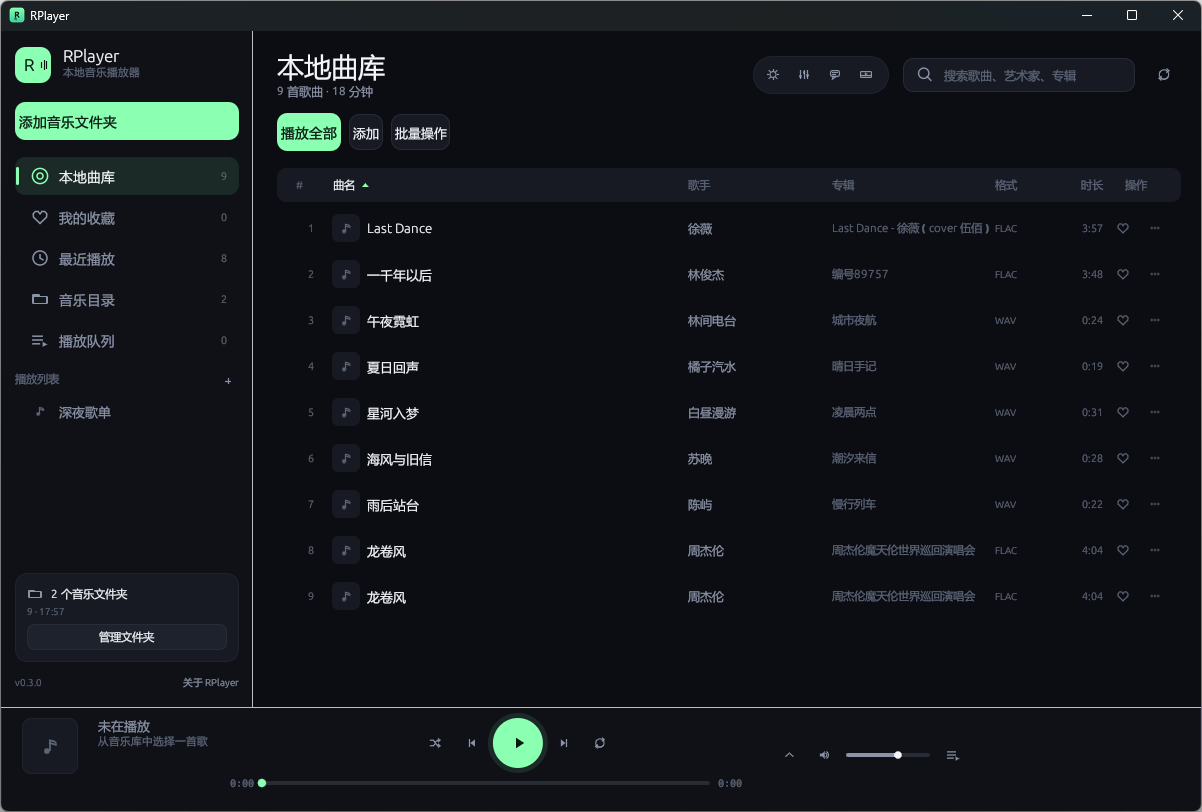 RPlayer
R
RPlayer
本地音乐播放器
添加音乐文件夹
本地曲库 9
我的收藏 0
最近播放 8
音乐目录 2
播放队列 0
播放列表 +
深夜歌单
2 个音乐文件夹
9 · 17:57
管理文件夹
v0.3.0 关于 RPlayer
本地曲库
9 首歌曲 · 18 分钟
搜索歌曲、艺术家、专辑
播放全部 添加 批量操作
# 曲名 歌手 专辑 格式 时长 操作
1 Last Dance 徐薇 Last Dance - 徐薇 ( cover 伍佰 ) FLAC 3:57
2 一千年以后 林俊杰 编号89757 FLAC 3:48
3 午夜霓虹 林间电台 城市夜航 WAV 0:24
4 夏日回声 橘子汽水 晴日手记 WAV 0:19
5 星河入梦 白昼漫游 凌晨两点 WAV 0:31
6 海风与旧信 苏晚 潮汐来信 WAV 0:28
7 雨后站台 陈屿 慢行列车 WAV 0:22
8 龙卷风 周杰伦 周杰伦魔天伦世界巡回演唱会 FLAC 4:04
9 龙卷风 周杰伦 周杰伦魔天伦世界巡回演唱会 FLAC 4:04
未在播放
从音乐库中选择一首歌
0:00 0:00